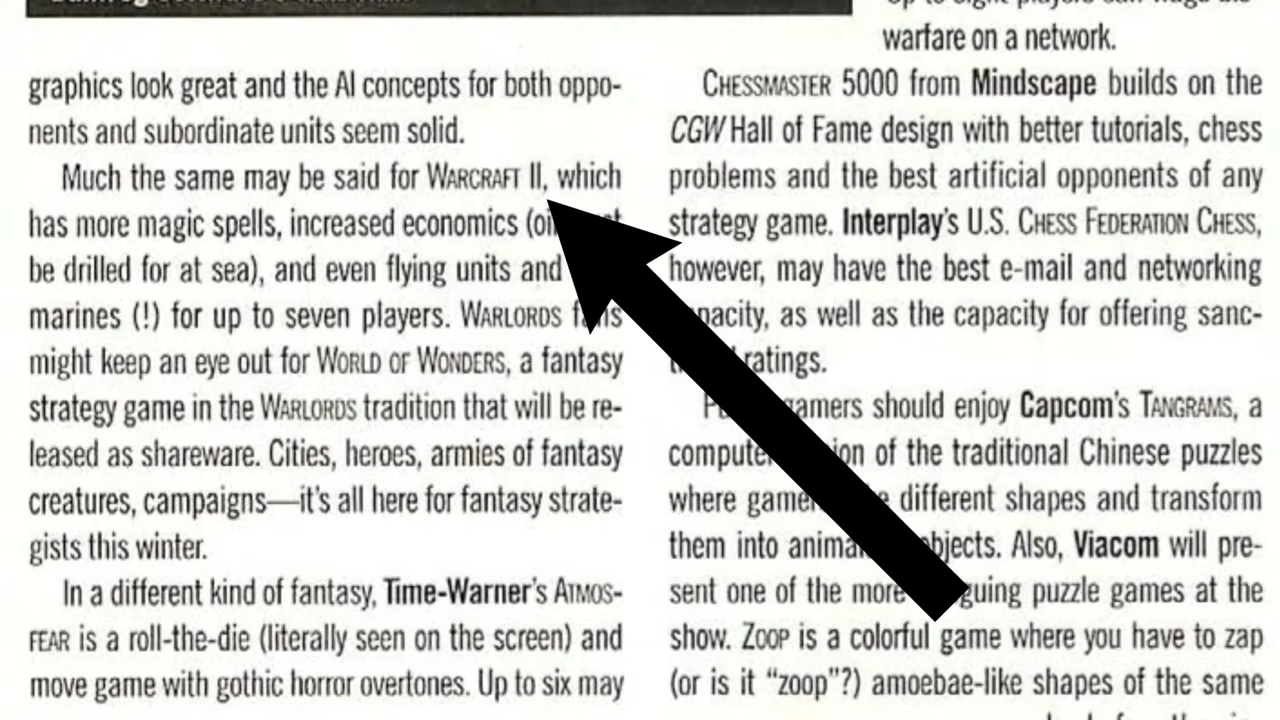 graphics look great and the AI concepts for both oppo-
nents and subordinate units seem solid.
Much the same may be said for WARCRAFT II, which
has more magic spells, increased economics
be drilled for at sea), and even flying units and
marines (!) for up to seven players. WARLORDS
might keep an eye out for WORLD OF WONDERS, a fantasy
strategy game in the WARLORDS tradition that will be re-
leased as shareware. Cities, heroes, armies of fantasy
creatures, campaigns—it's all here for fantasy strate-
gists this winter.
In a different kind of fantasy, Time-Warner's ATMOS-
FEAR is a roll-the-die (literally seen on the screen) and
move game with gothic horror overtones. Up to six may
warfare on a network.
CHESSMASTER 5000 from Mindscape builds on the
CGW Hall of Fame design with better tutorials, chess
problems and the best artificial opponents of any
strategy game. Interplay's U.S. CHESS FEDERATION CHESS,
however, may have the best e-mail and networking
as well as the capacity for offering sanc-
ratings.
gamers should enjoy Capcom's TANGRAMS, a
of the traditional Chinese puzzles
where different shapes and transform
them into Also, Viacom will pre-
sent one of the more puzzle games at the
show. ZOOP is a colorful game where you have to zap
(or is it "zoop"?) amoebae-like shapes of the same